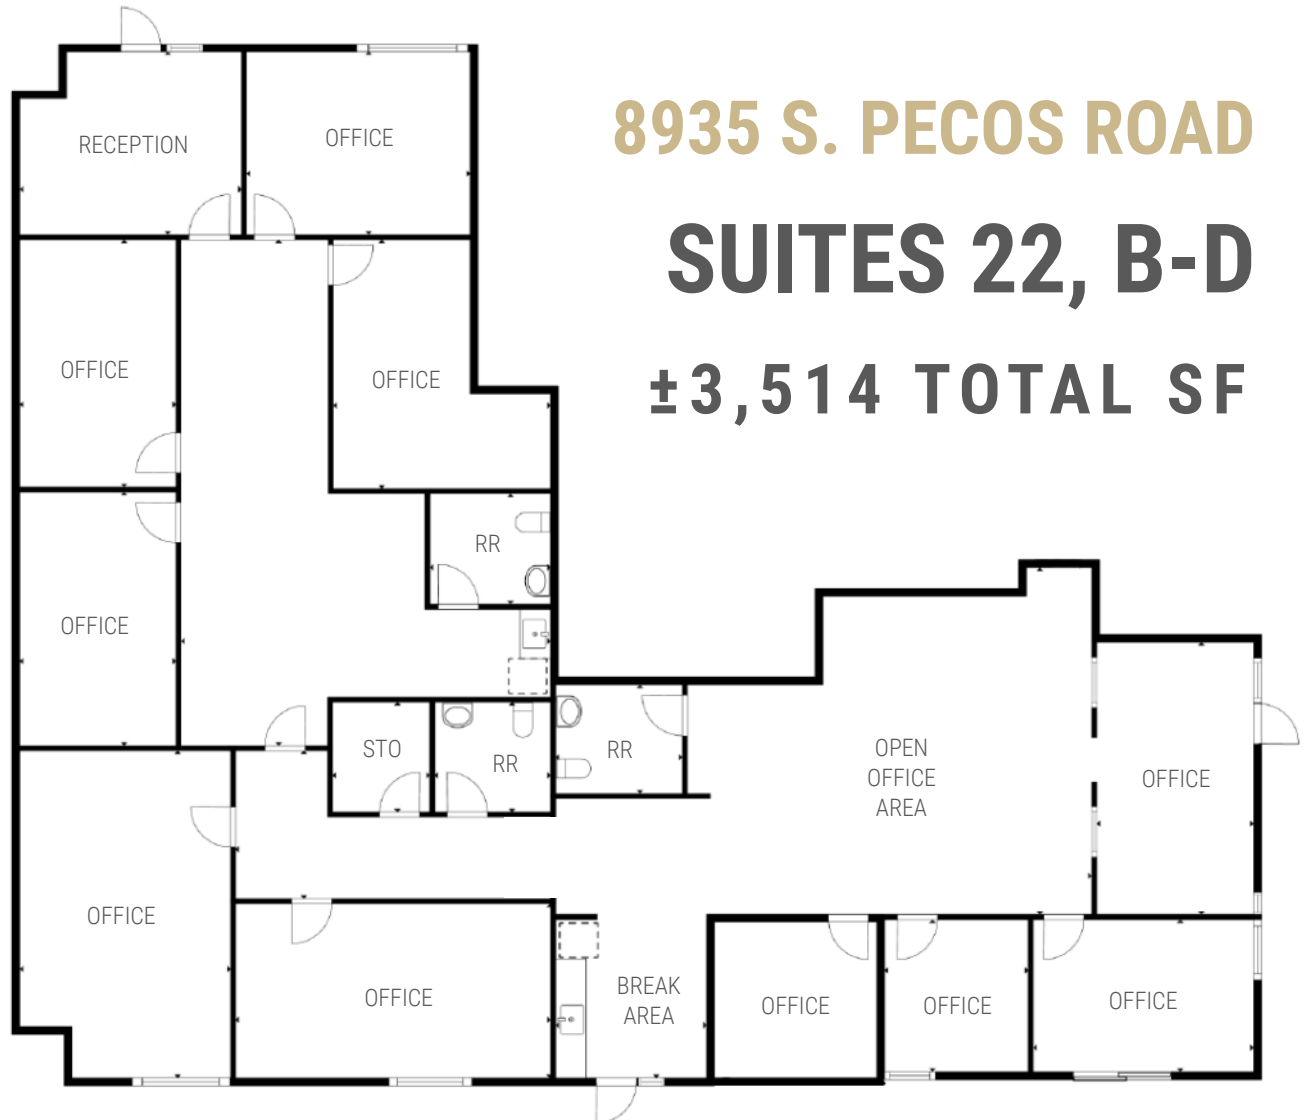 8935 S. PECOS ROAD
SUITES 22, B-D
±3,514 TOTAL SF
RECEPTION
OFFICE
OFFICE
OFFICE
RR
OFFICE
STO
RR
RR
OPEN
OFFICE
AREA
OFFICE
OFFICE
OFFICE
BREAK
AREA
OFFICE
OFFICE
OFFICE